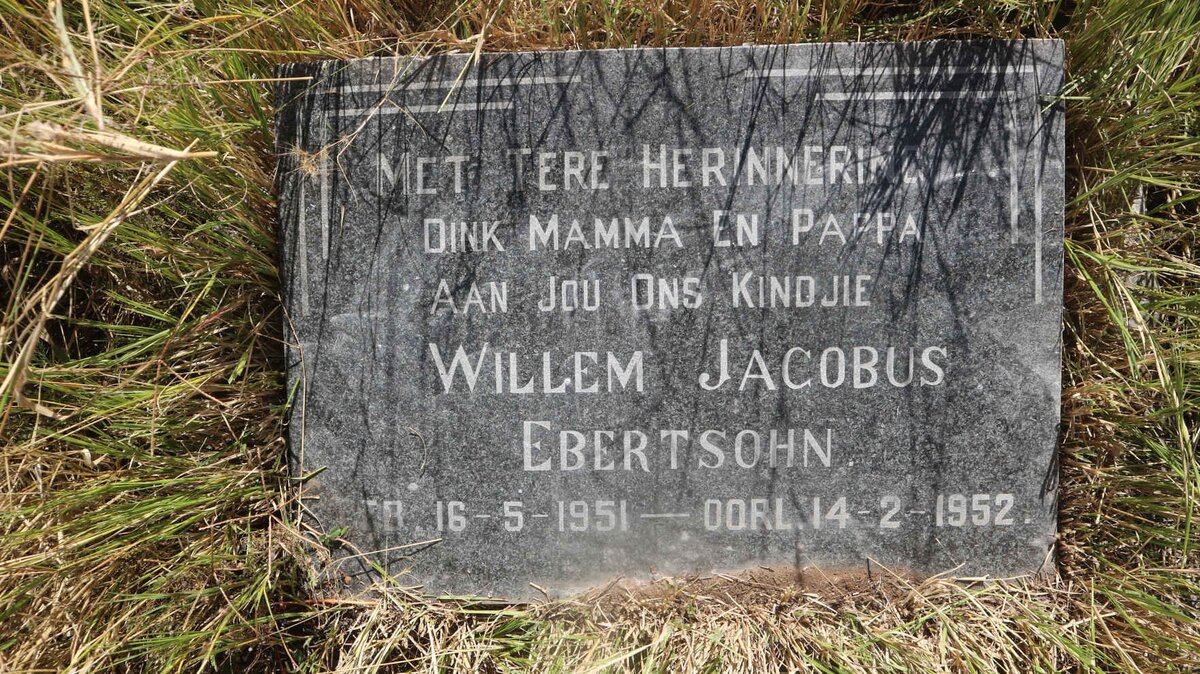 MET TERE HERINNERING
DINK MAMMA EN PAPPA
AAN JOU ONS KINDJIE
WILLEM JACOBUS
EBERTSOHN.
16-5-1951 — OORL. 14-2-1952.